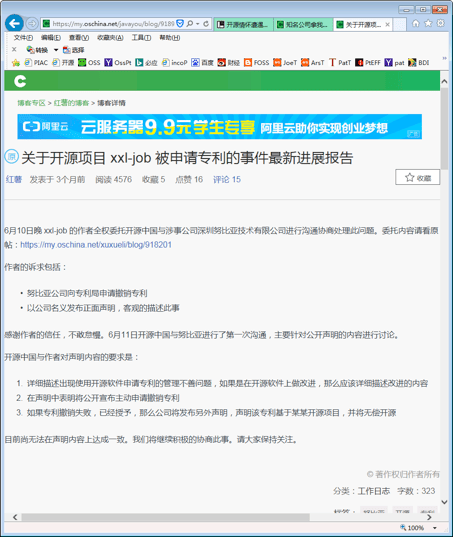 https://my.oschina.net/javayou/blog/9189
开源情怀遭遇...
知名公司拿我...
关于开源项... ×
文件(F) 编辑(E) 查看(V) 收藏夹(A) 工具(T) 帮助(H)
× 转换 选择
PIAC 开源 OSS OssPt 必应 incoP 百度 财经 FOSS JoeT ArsT PatT PtEFF pat BDI
博客专区 > 红薯的博客 > 博客详情
阿里云 云服务器9.9元学生专享 阿里云助你实现创业梦想
原 关于开源项目 xxl-job 被申请专利的事件最新进展报告
红薯 发表于 3个月前 阅读 4576 收藏 5 点赞 16 评论 15 收藏
6月10日晚 xxl-job 的作者全权委托开源中国与涉事公司深圳努比亚技术有限公司进行沟通协商处理此问题。委托内容请看原
帖：https://my.oschina.net/xuxueli/blog/918201
作者的诉求包括：
• 努比亚公司向专利局申请撤销专利
• 以公司名义发布正面声明，客观的描述此事
感谢作者的信任，不敢怠慢。6月11日开源中国与努比亚进行了第一次沟通，主要针对公开声明的内容进行讨论。
开源中国与作者对声明内容的要求是：
1. 详细描述出现使用开源软件申请专利的管理不善问题，如果是在开源软件上做改进，那么应该详细描述改进的内容
2. 在声明中表明将公开宣布主动申请撤销专利
3. 如果专利撤销失败，已经授予，那么公司将发布另外声明，声明该专利基于某某开源项目，并将无偿开源
目前尚无法在声明内容上达成一致。我们将继续积极的协商此事。请大家保持关注。
© 著作权归作者所有
分类：工作日志 字数：323
标签： 努比亚 开源 专利
100%